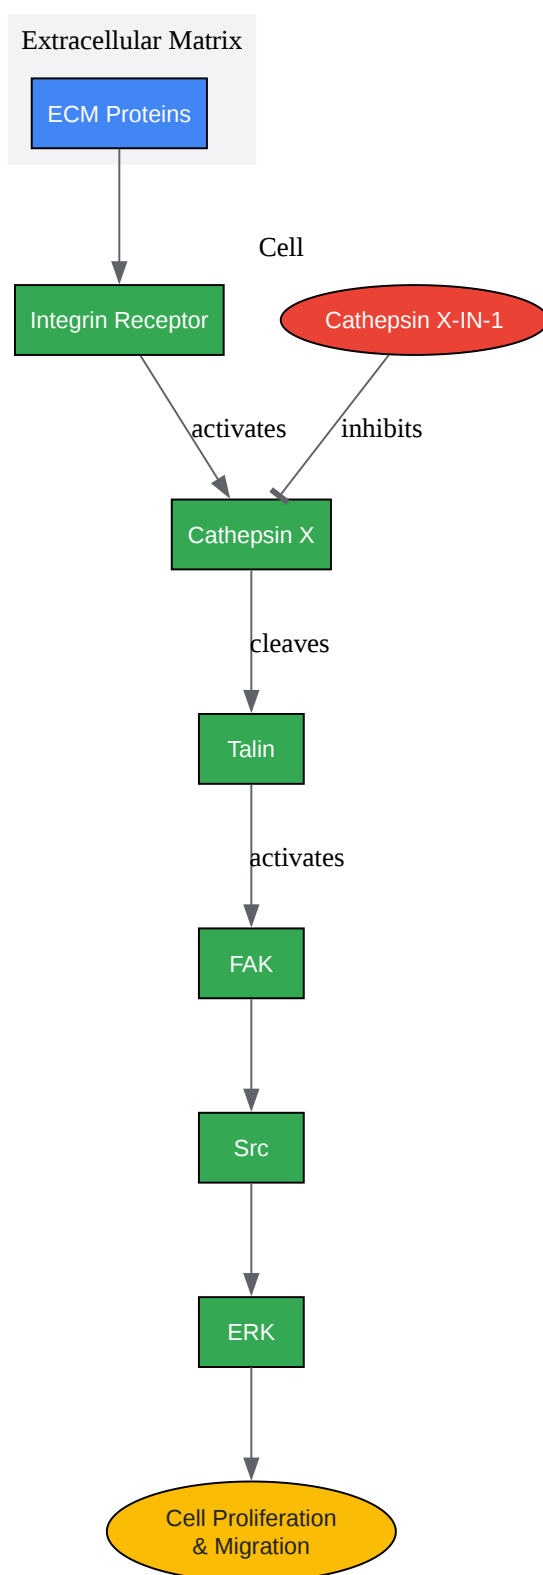 Extracellular Matrix
ECM Proteins
Cell
Integrin Receptor
Cathepsin X-IN-1
activates
inhibits
Cathepsin X
cleaves
Talin
activates
FAK
Src
ERK
Cell Proliferation
& Migration